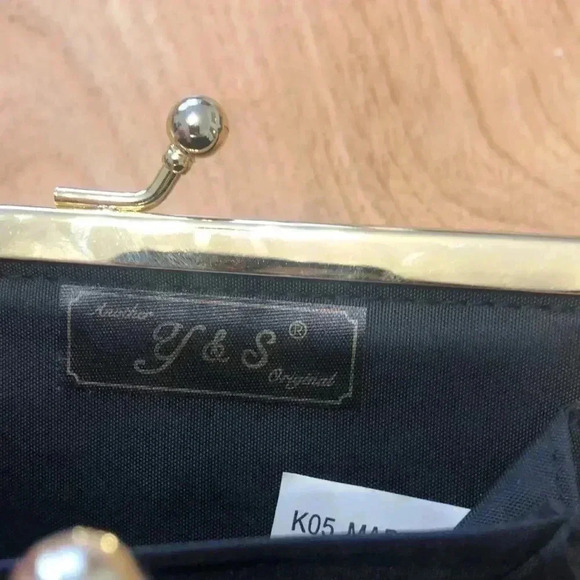 Another
Y & S ®
Original
K05